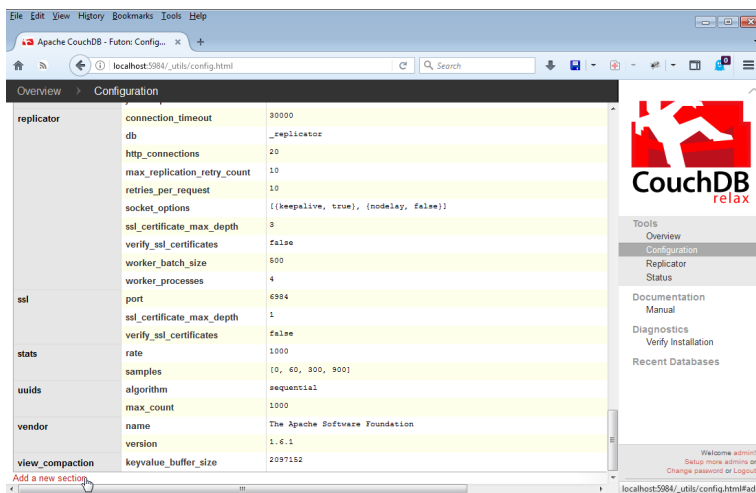 File Edit View History Bookmarks Tools Help
Apache CouchDB - Futon: Config... × +
localhost:5984/_utils/config.html
Search
Overview Configuration
replicator connection_timeout 30000
db _replicator
http_connections 20
max_replication_retry_count 10
retries_per_request 10
socket_options [{keepalive, true}, {nodelay, false}]
ssl_certificate_max_depth 3
verify_ssl_certificates false
worker_batch_size 500
worker_processes 4
ssl port 6984
ssl_certificate_max_depth 1
verify_ssl_certificates false
stats rate 1000
samples [0, 60, 300, 900]
uuids algorithm sequential
max_count 1000
vendor name The Apache Software Foundation
version 1.6.1
view_compaction keyvalue_buffer_size 2097152
Add a new section
CouchDB
relax
Tools
Overview
Configuration
Replicator
Status
Documentation
Manual
Diagnostics
Verify Installation
Recent Databases
Welcome admin!
Setup more admins or
Change password or Logout
localhost:5984/_utils/config.html#ad